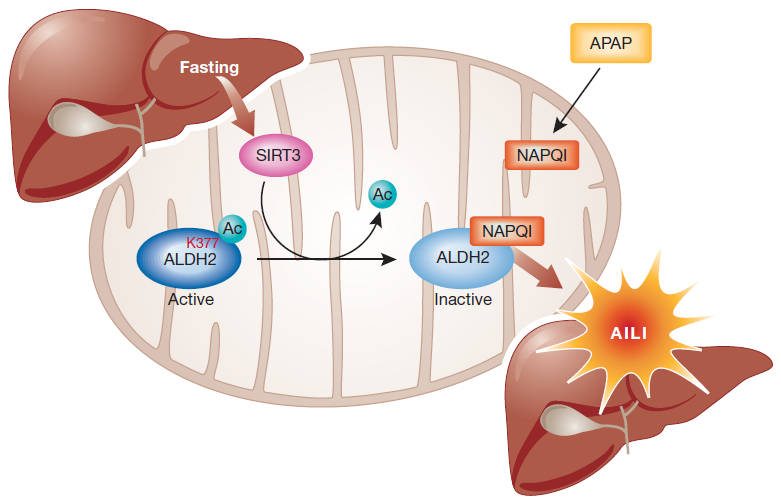 APAP
Fasting
SIRT3
NAPQI
Ac
Ac
K377
ALDH2
Active
NAPQI
ALDH2
Inactive
AILI